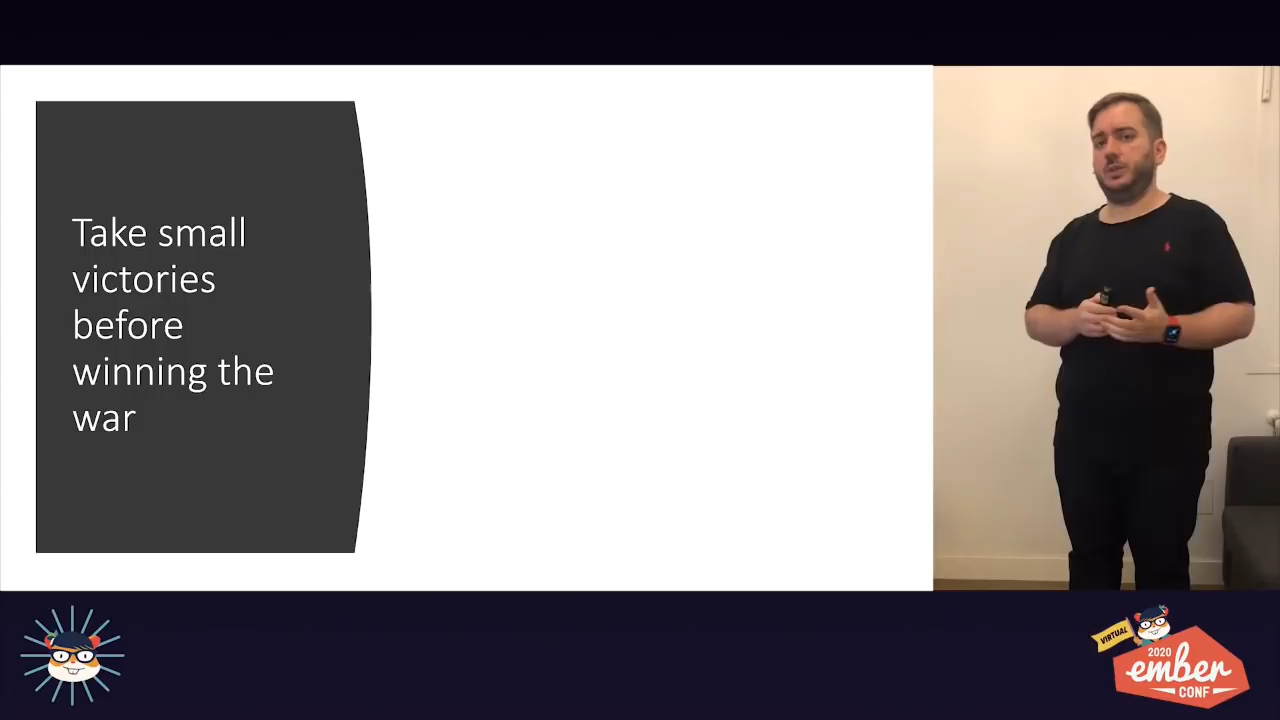 Take small
victories
before
winning the
war
VIRTUAL
2020
ember
CONF